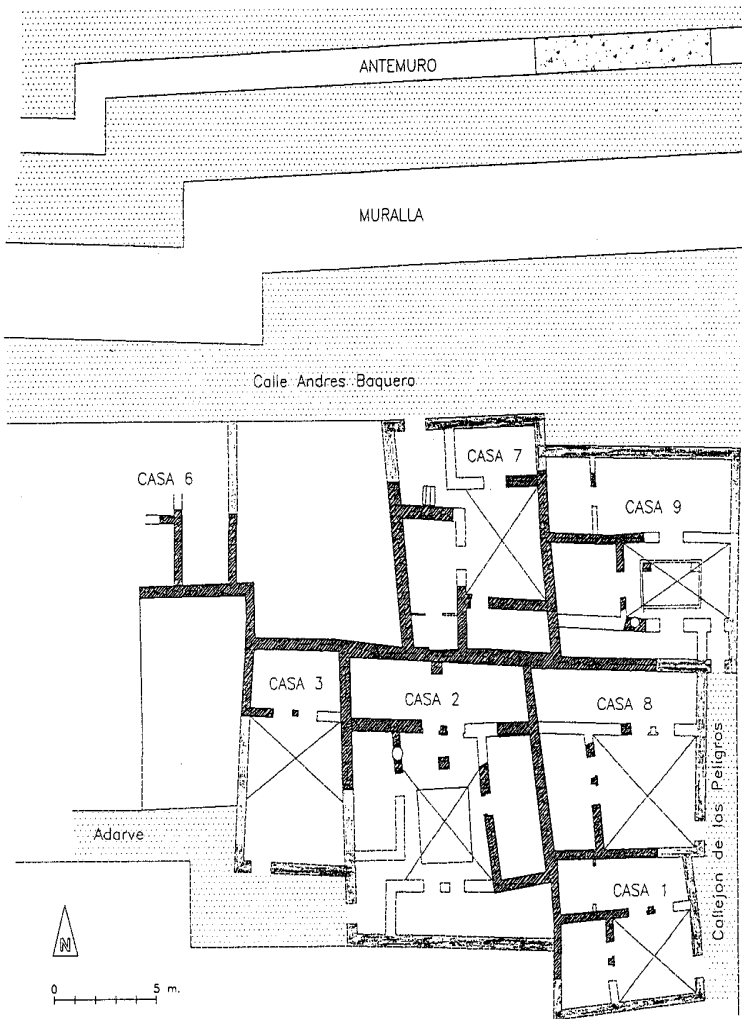 ANTEMURO
MURALLA
Calle Andres Baquero
CASA 6
CASA 7
CASA 9
CASA 3
CASA 2
CASA 8
Adarve
CASA 1
Callejon de los Peligros
N
0 5 m.